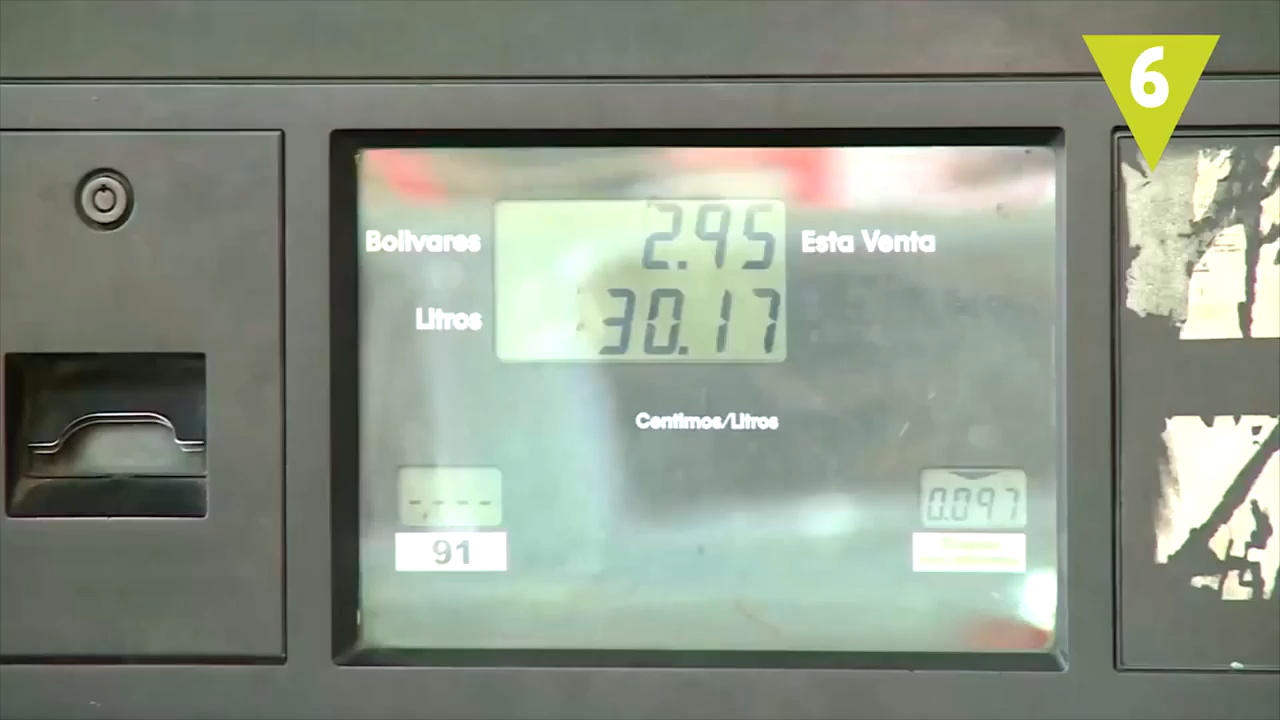 6
Bolivares 2.95 Esta Venta
Litros 30.17
Centimos/Litros
-.--- 0.097
91